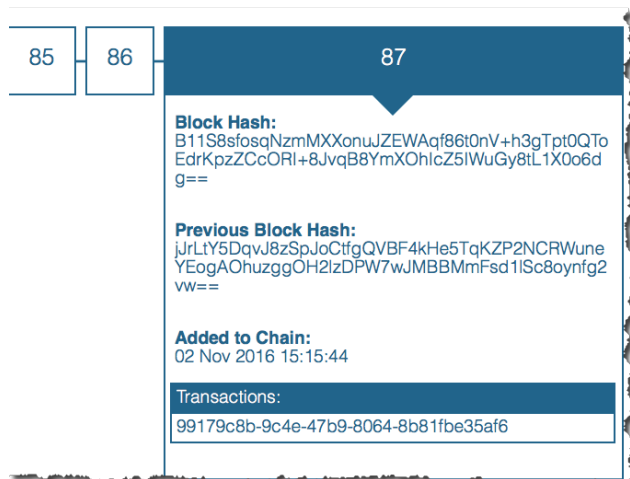 85
86
87
Block Hash:
B11S8sfosqNzmMXXonuJZEWAqf86t0nV+h3gTpt0QTo
EdrKpzZCcORI+8JvqB8YmXOhIcZ5IWuGy8tL1X0o6d
g==
Previous Block Hash:
jJrLtY5DqvJ8zSpJoCtfgQVBF4kHe5TqKZP2NCRWune
YEogAOhuzggOH2IzDPW7wJMBBMmFsd1lSc8oynfg2
vw==
Added to Chain:
02 Nov 2016 15:15:44
Transactions:
99179c8b-9c4e-47b9-8064-8b81fbe35af6